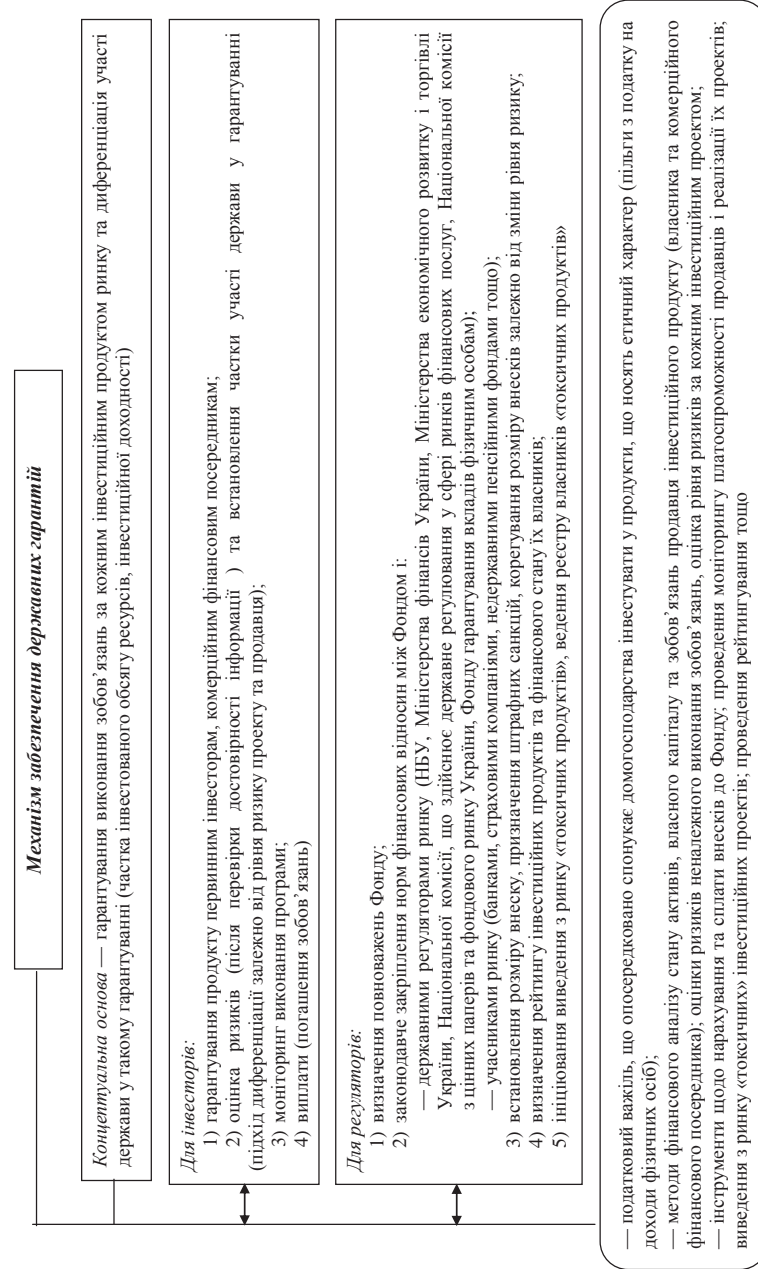 Механізм забезпечення державних гарантій
Концептуальна основа — гарантування виконання зобов’язань за кожним інвестиційним продуктом ринку та диференціація участі
держави у такому гарантуванні (частка інвестованого обсягу ресурсів, інвестиційної доходності)
Для інвесторів:
1) гарантування продукту первинним інвесторам, комерційним фінансовим посередникам;
2) оцінка ризиків (після перевірки достовірності інформації ) та встановлення частки участі держави у гарантуванні
(підхід диференціації залежно від рівня ризику проекту та продавця);
3) моніторинг виконання програми;
4) виплати (погашення зобов’язань)
Для регуляторів:
1) визначення повноважень Фонду;
2) законодавче закріплення норм фінансових відносин між Фондом і:
— державними регуляторами ринку (НБУ, Міністерства фінансів України, Міністерства економічного розвитку і торгівлі
України, Національної комісії, що здійснює державне регулювання у сфері ринків фінансових послуг, Національної комісії
з цінних паперів та фондового ринку України, Фонду гарантування вкладів фізичним особам);
— учасниками ринку (банками, страховими компаніями, недержавними пенсійними фондами тощо);
3) встановлення розміру внеску, призначення штрафних санкцій, корегування розміру внесків залежно від зміни рівня ризику;
4) визначення рейтингу інвестиційних продуктів та фінансового стану їх власників;
5) ініціювання виведення з ринку «токсичних продуктів», ведення реєстру власників «токсичних продуктів»
— податковий важіль, що опосередковано спонукає домогосподарства інвестувати у продукти, що носять етичний характер (пільги з податку на
доходи фізичних осіб);
— методи фінансового аналізу стану активів, власного капіталу та зобов’язань продавця інвестиційного продукту (власника та комерційного
фінансового посередника); оцінки ризиків неналежного виконання зобов’язань, оцінка рівня ризиків за кожним інвестиційним проектом;
— інструменти щодо нарахування та сплати внесків до Фонду; проведення моніторингу платоспроможності продавців і реалізації їх проектів;
виведення з ринку «токсичних» інвестиційних проектів; проведення рейтингування тощо